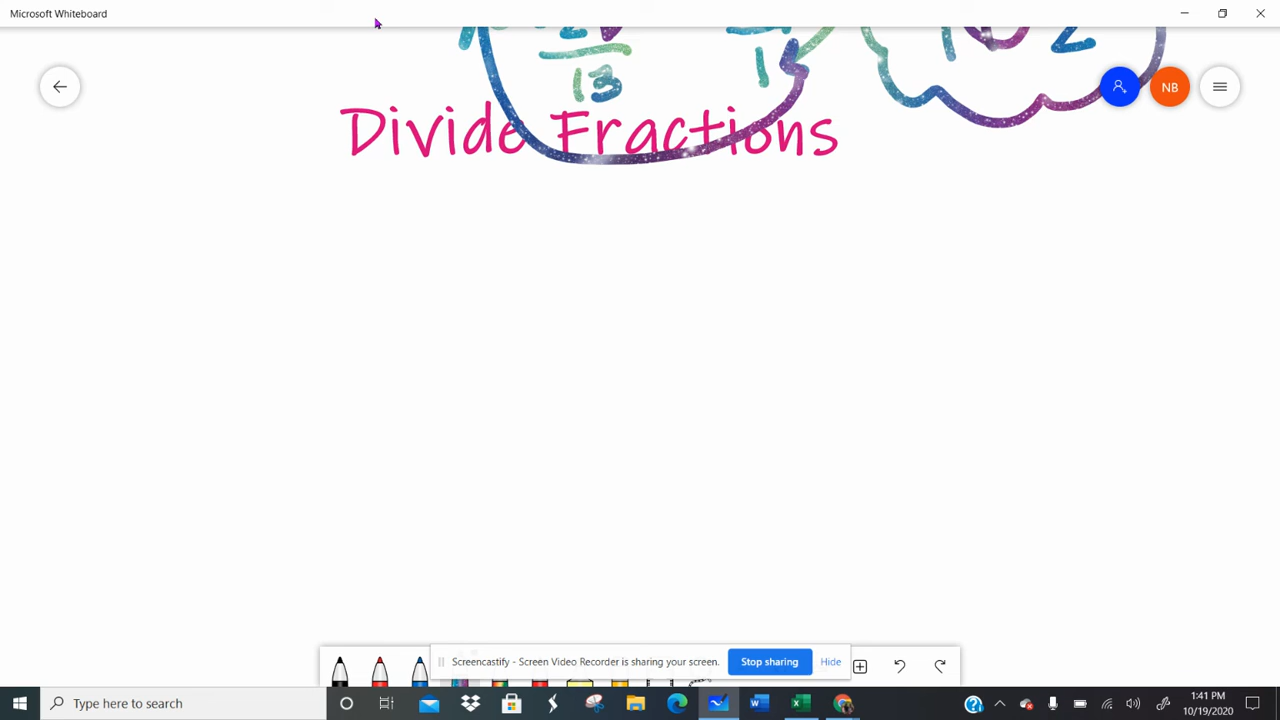 Microsoft Whiteboard
13
Divide Fractions
NB
Screencastify - Screen Video Recorder is sharing your screen.
Stop sharing
Hide
Type here to search
1:41 PM
10/19/2020